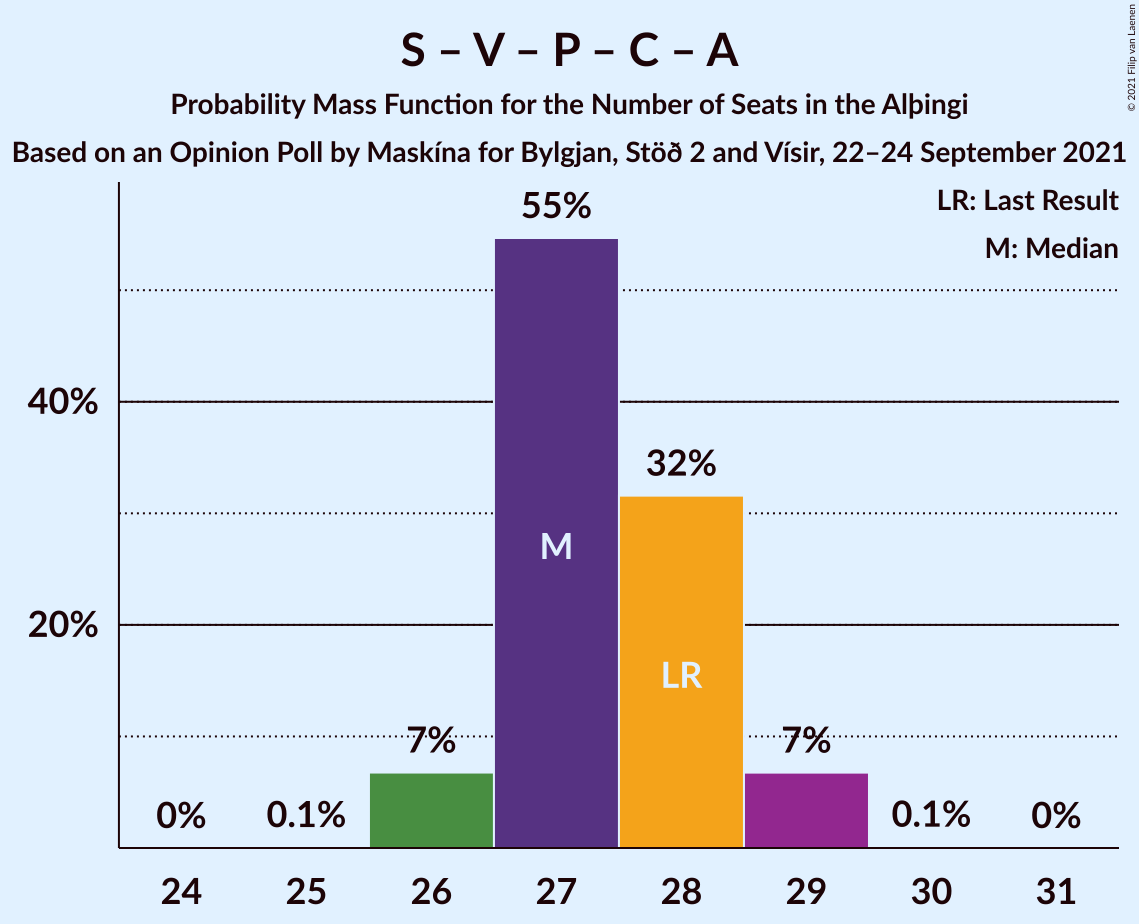 S – V – P – C – A
Probability Mass Function for the Number of Seats in the Alþingi
Based on an Opinion Poll by Maskína for Bylgjan, Stöð 2 and Vísir, 22–24 September 2021
© 2021 Filip van Laenen
LR: Last Result
M: Median
55%
40%
32%
M
20%
LR
7%
7%
0%
0.1%
0.1%
0%
24 25 26 27 28 29 30 31